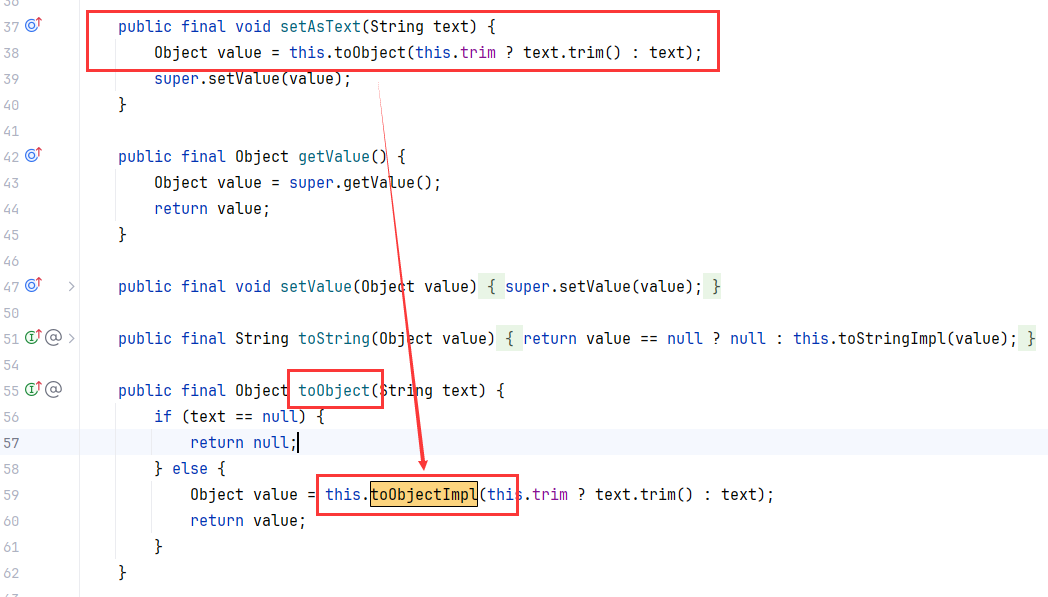 36
37 public final void setAsText(String text) {
38 Object value = this.toObject(this.trim ? text.trim() : text);
39 super.setValue(value);
40 }
41
42 public final Object getValue() {
43 Object value = super.getValue();
44 return value;
45 }
46
47 public final void setValue(Object value) { super.setValue(value); }
50
51 @ public final String toString(Object value) { return value == null ? null : this.toStringImpl(value); }
54
55 @ public final Object toObject(String text) {
56 if (text == null) {
57 return null;
58 } else {
59 Object value = this.toObjectImpl(this.trim ? text.trim() : text);
60 return value;
61 }
62 }